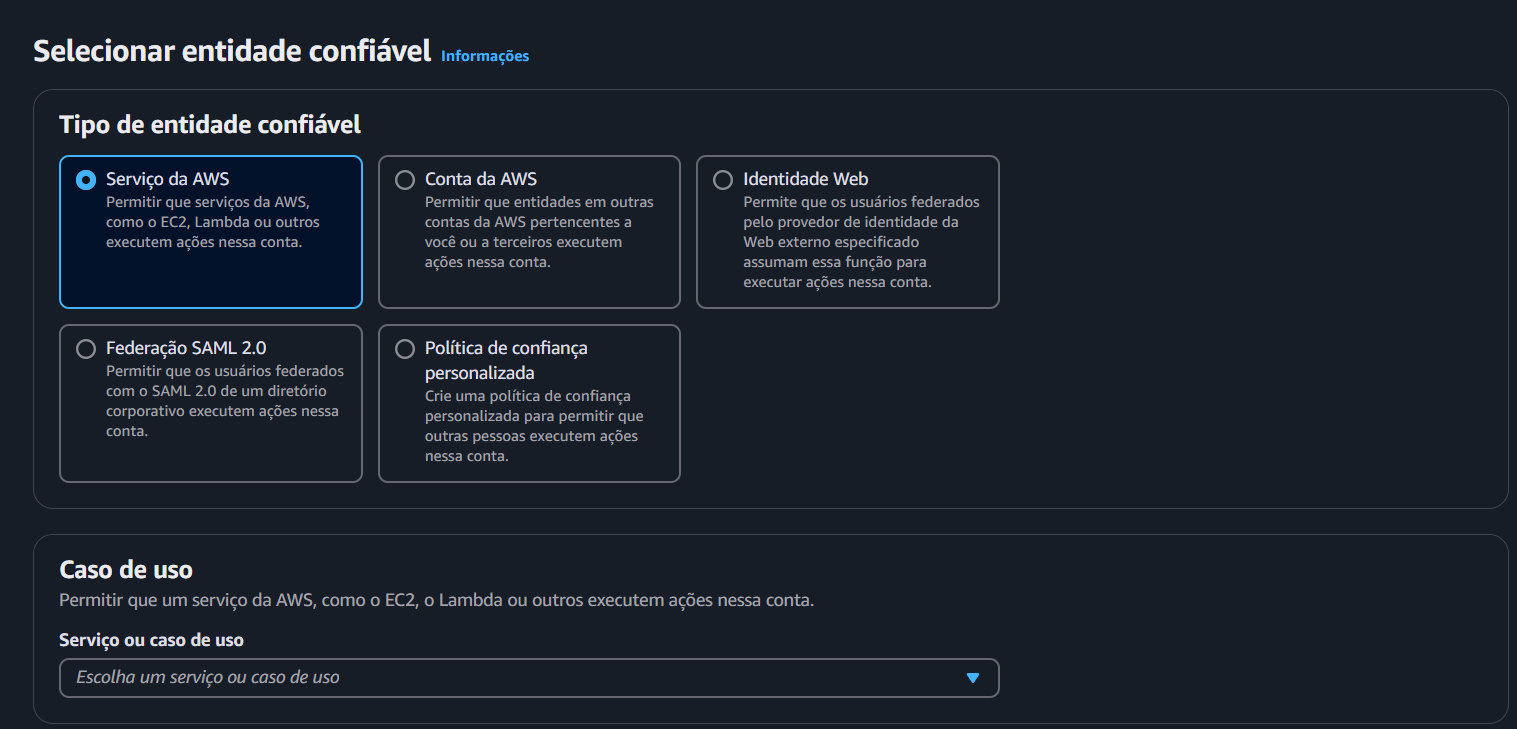 Selecionar entidade confiável Informações
Tipo de entidade confiável
Serviço da AWS
Permitir que serviços da AWS,
como o EC2, Lambda ou outros
executem ações nessa conta.
Conta da AWS
Permitir que entidades em outras
contas da AWS pertencentes a
você ou a terceiros executem
ações nessa conta.
Identidade Web
Permite que os usuários federados
pelo provedor de identidade da
Web externo especificado
assumam essa função para
executar ações nessa conta.
Federação SAML 2.0
Permitir que os usuários federados
com o SAML 2.0 de um diretório
corporativo executem ações nessa
conta.
Política de confiança
personalizada
Crie uma política de confiança
personalizada para permitir que
outras pessoas executem ações
nessa conta.
Caso de uso
Permitir que um serviço da AWS, como o EC2, o Lambda ou outros executem ações nessa conta.
Serviço ou caso de uso
Escolha um serviço ou caso de uso